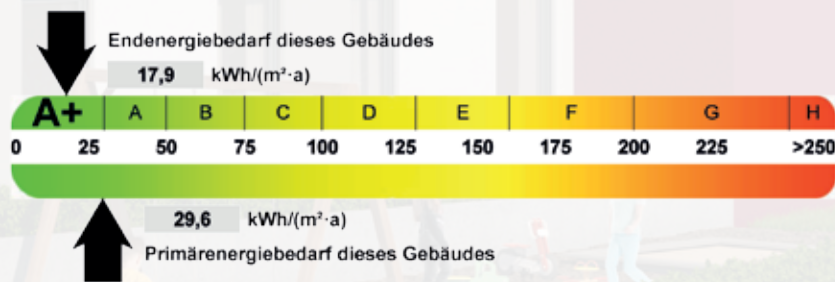 Endenergiebedarf dieses Gebäudes
17,9 kWh/(m²·a)
A+ A B C D E F G H
0 25 50 75 100 125 150 175 200 225 >250
29,6 kWh/(m²·a)
Primärenergiebedarf dieses Gebäudes